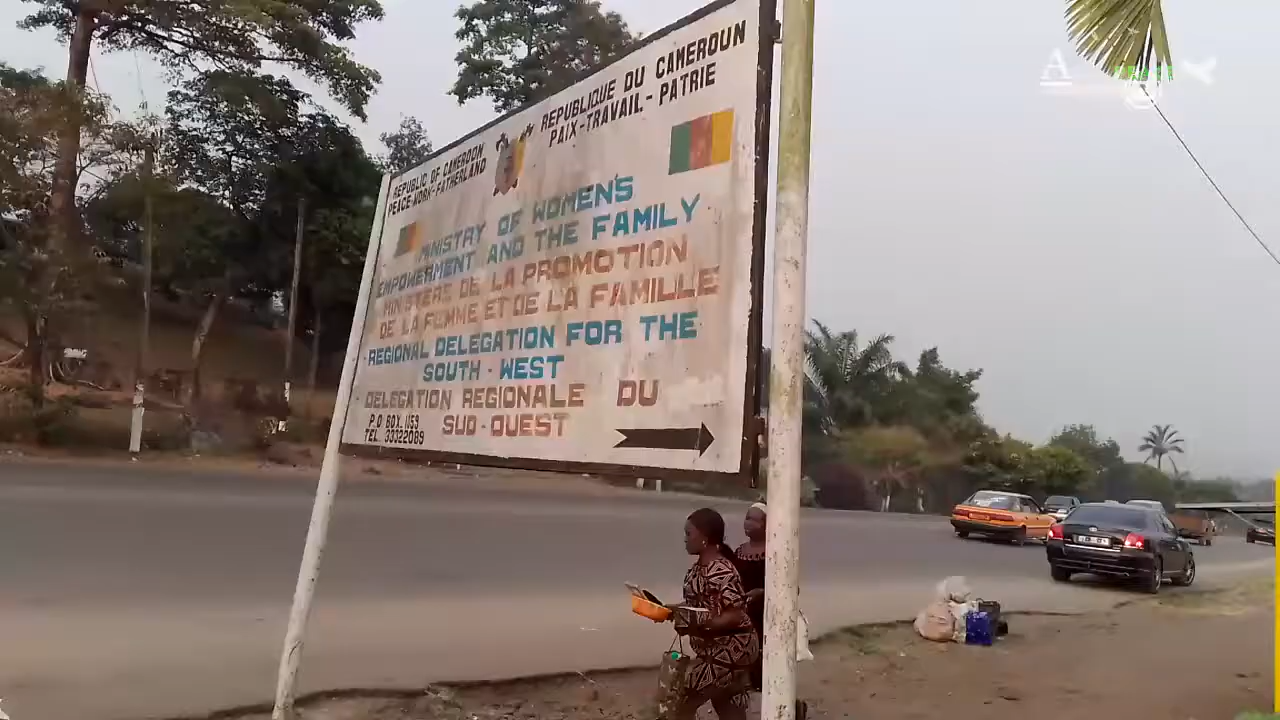 REPUBLIC OF CAMEROON
PEACE-WORK-FATHERLAND
REPUBLIQUE DU CAMEROUN
PAIX-TRAVAIL-PATRIE
MINISTRY OF WOMEN'S
EMPOWERMENT AND THE FAMILY
MINISTERE DE LA PROMOTION
DE LA FEMME ET DE LA FAMILLE
REGIONAL DELEGATION FOR THE
SOUTH-WEST
DELEGATION REGIONALE DU
SUD-OUEST
P.O BOX. 1153
TEL. 33322089